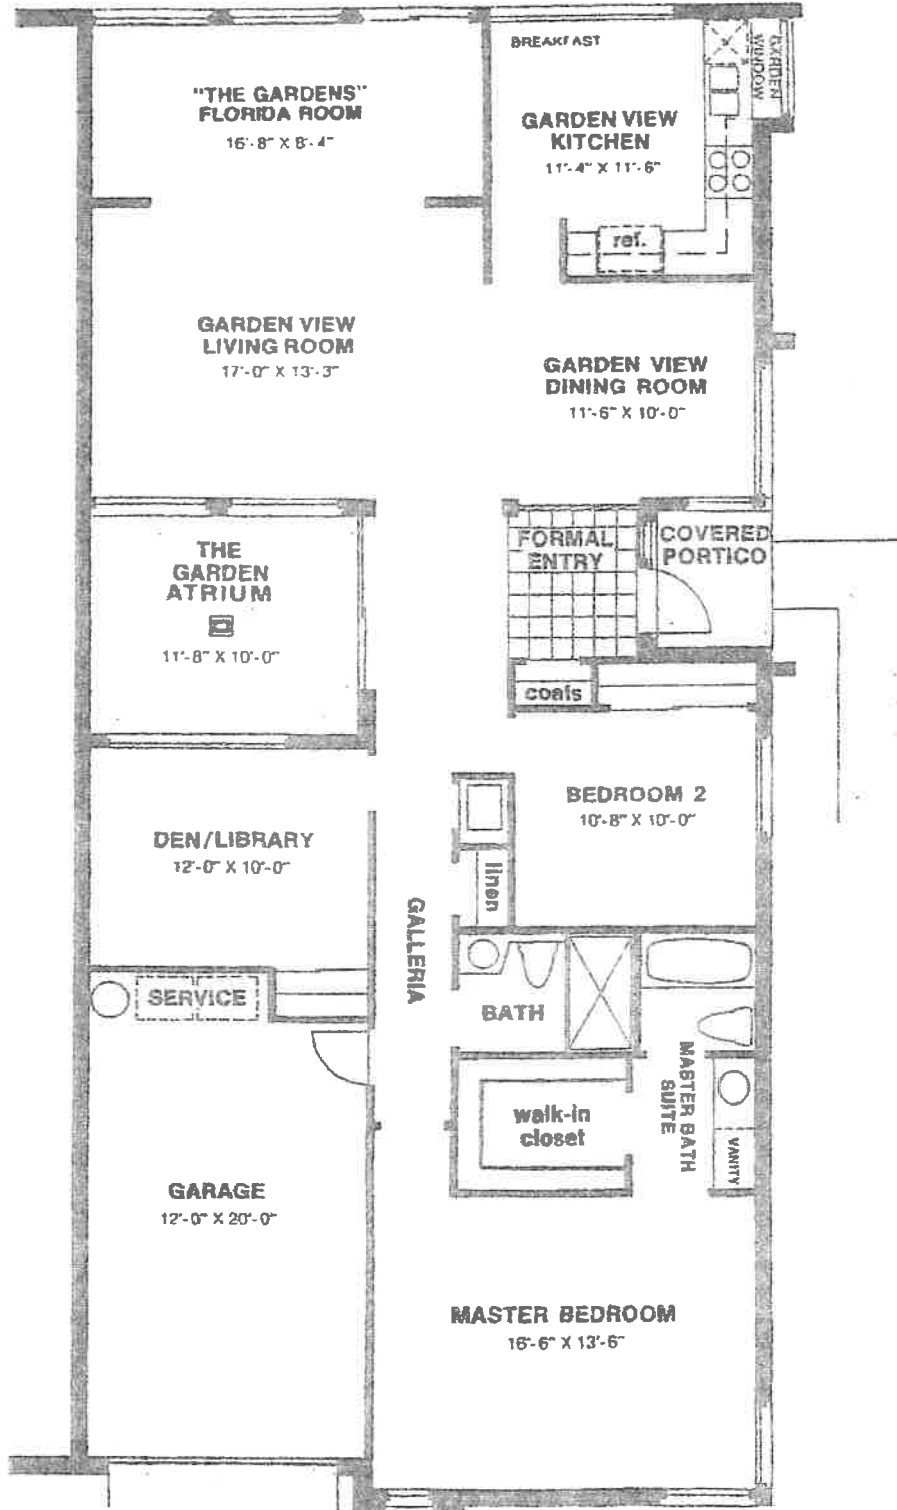 BREAKFAST
GARDEN
WINDOW
"THE GARDENS"
FLORIDA ROOM
16'-8" X 8'-4"
GARDEN VIEW
KITCHEN
11'-4" X 11'-6"
ref.
GARDEN VIEW
LIVING ROOM
17'-0" X 13'-3"
GARDEN VIEW
DINING ROOM
11'-6" X 10'-0"
FORMAL
ENTRY
COVERED
PORTICO
THE
GARDEN
ATRIUM
11'-8" X 10'-0"
coats
BEDROOM 2
10'-8" X 10'-0"
DEN/LIBRARY
12'-0" X 10'-0"
linen
GALLERIA
SERVICE
BATH
MASTER BATH
SUITE
walk-in
closet
VANITY
GARAGE
12'-0" X 20'-0"
MASTER BEDROOM
16'-6" X 13'-6"